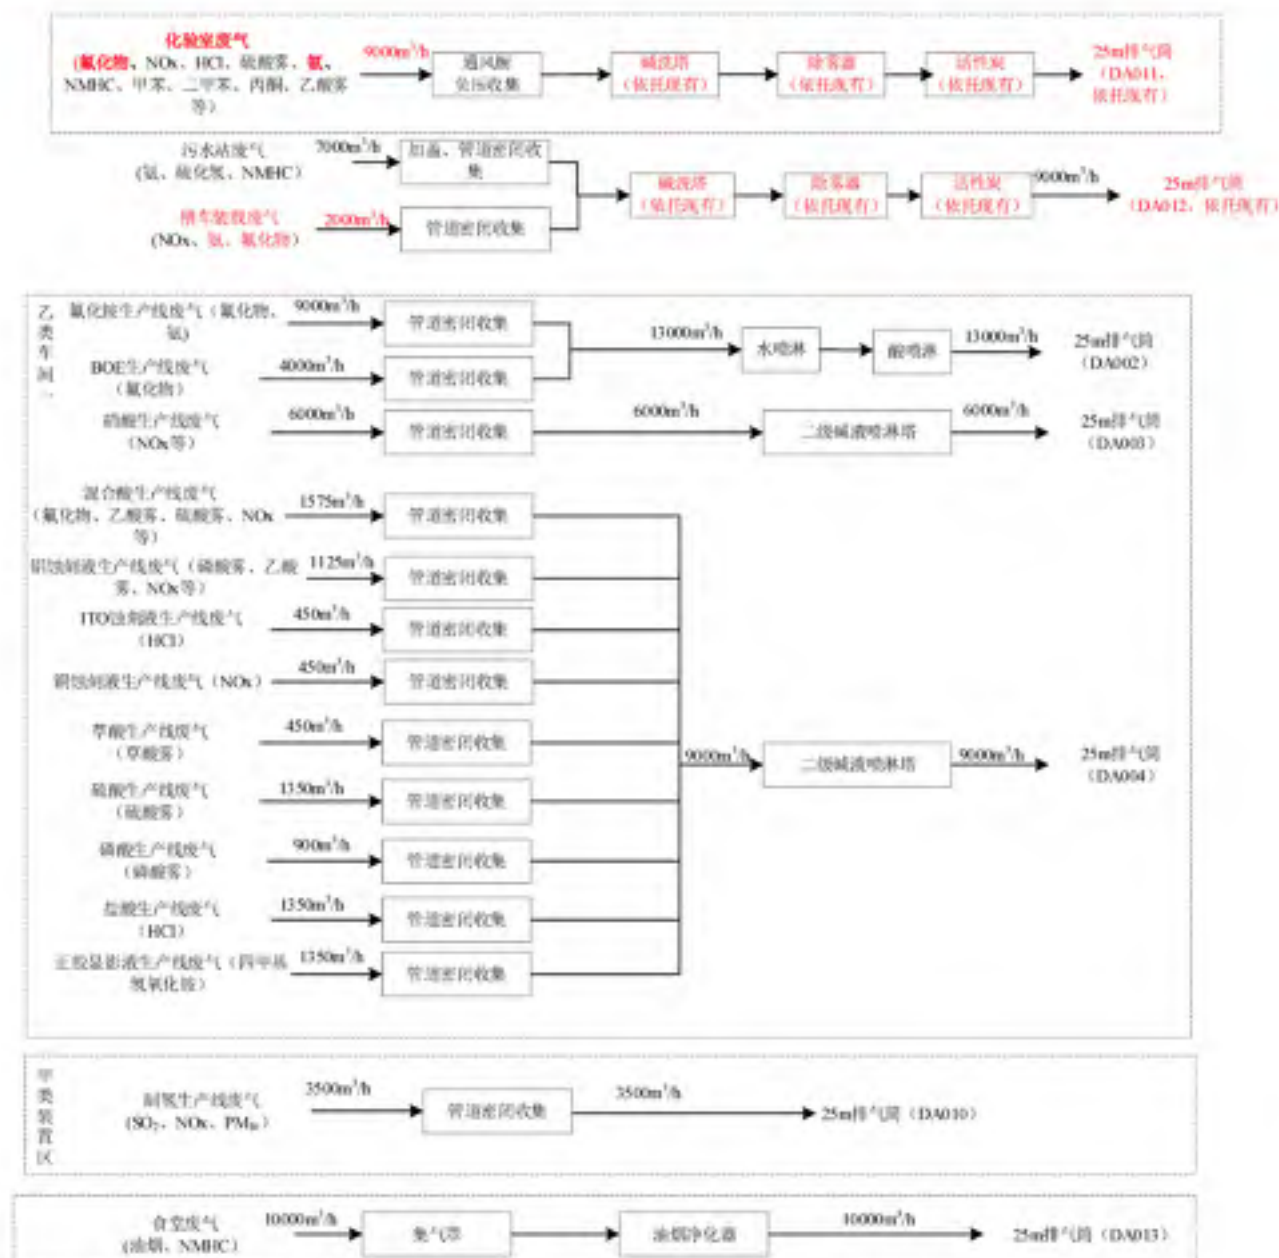 化验室废气
(氟化物、NOx、HCl、硫酸雾、氨、
NMHC、甲苯、二甲苯、丙酮、乙酸雾
等)
9000m³/h
通风橱
负压收集
碱洗塔
(依托现有)
除雾器
(依托现有)
活性炭
(依托现有)
25m排气筒
(DA011,
依托现有)
污水站废气
(氨、硫化氢、NMHC)
7000m³/h
加盖、管道密闭收
集
槽车装载废气
(NOx、氨、氟化物)
2000m³/h
管道密闭收集
碱洗塔
(依托现有)
除雾器
(依托现有)
活性炭
(依托现有)
9000m³/h
25m排气筒
(DA012, 依托现有)
乙
类
车
间
一
氟化铵生产线废气(氟化物、
氨)
9000m³/h
管道密闭收集
BOE生产线废气
(氟化物)
4000m³/h
管道密闭收集
13000m³/h
水喷淋
酸喷淋
13000m³/h
25m排气筒
(DA002)
硝酸生产线废气
(NOx等)
6000m³/h
管道密闭收集
6000m³/h
二级碱液喷淋塔
6000m³/h
25m排气筒
(DA003)
混合酸生产线废气
(氟化物、乙酸雾、硫酸雾、NOx
等)
1575m³/h
管道密闭收集
铝蚀刻液生产线废气(磷酸雾、乙酸
雾、NOx等)
1125m³/h
管道密闭收集
ITO蚀刻液生产线废气
(HCl)
450m³/h
管道密闭收集
铜蚀刻液生产线废气(NOx)
450m³/h
管道密闭收集
草酸生产线废气
(草酸雾)
450m³/h
管道密闭收集
9000m³/h
二级碱液喷淋塔
9000m³/h
25m排气筒
(DA004)
硫酸生产线废气
(硫酸雾)
1350m³/h
管道密闭收集
磷酸生产线废气
(磷酸雾)
900m³/h
管道密闭收集
盐酸生产线废气
(HCl)
1350m³/h
管道密闭收集
正胶显影液生产线废气(四甲基
氢氧化铵)
1350m³/h
管道密闭收集
甲
类
装
置
区
制氢生产线废气
(SO₂、NOx、PM₁₀)
3500m³/h
管道密闭收集
3500m³/h
25m排气筒(DA010)
食堂废气
(油烟、NMHC)
10000m³/h
集气罩
油烟净化器
10000m³/h
25m排气筒(DA013)